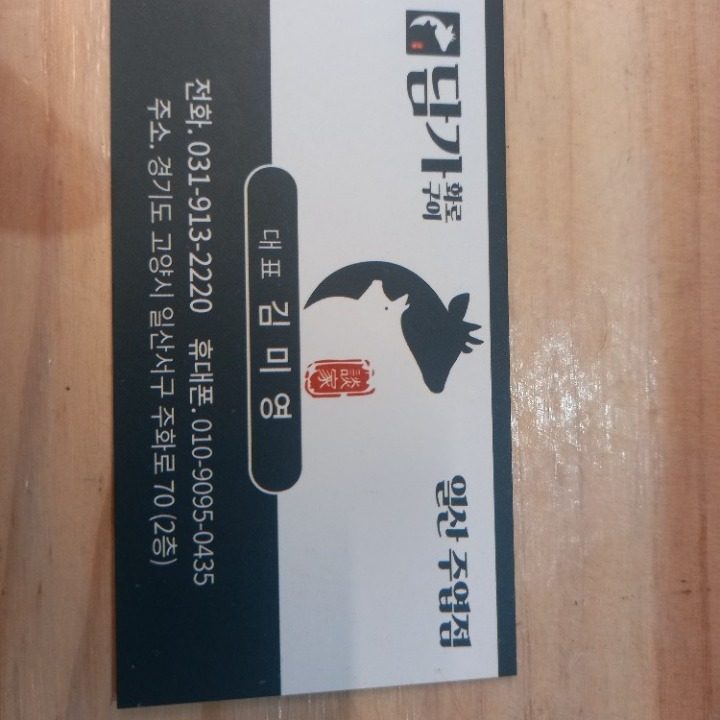 담가 화로
구이
일산 주엽점
談家
대표 김미영
전화. 031-913-2220 휴대폰. 010-9095-0435
주소. 경기도 고양시 일산서구 주화로 70 (2층)